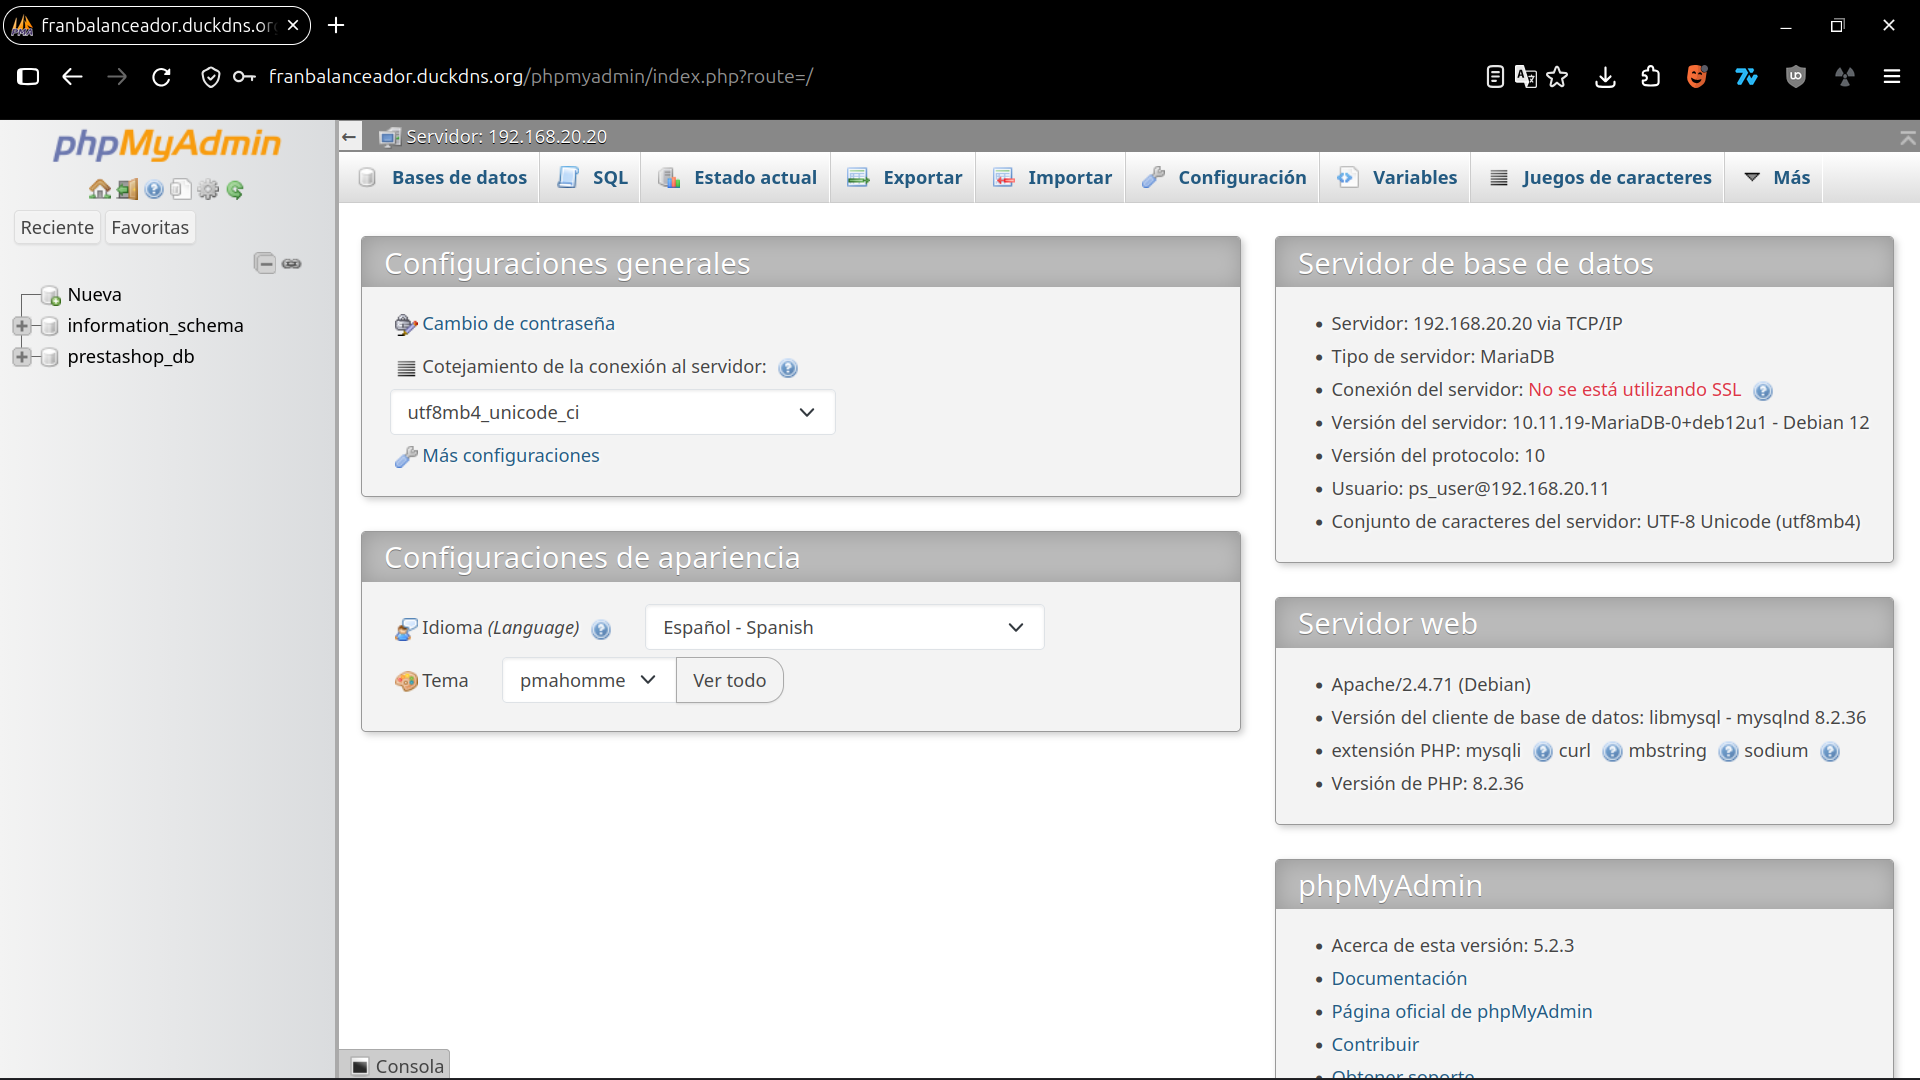 franbalanceador.duckdns.org
franbalanceador.duckdns.org/phpmyadmin/index.php?route=/
phpMyAdmin
Reciente Favoritas
Nueva
information_schema
prestashop_db
Servidor: 192.168.20.20
Bases de datos SQL Estado actual Exportar Importar Configuración Variables Juegos de caracteres Más
Configuraciones generales
Cambio de contraseña
Cotejamiento de la conexión al servidor:
utf8mb4_unicode_ci
Más configuraciones
Configuraciones de apariencia
Idioma (Language) Español - Spanish
Tema pmahomme Ver todo
Servidor de base de datos
Servidor: 192.168.20.20 via TCP/IP
Tipo de servidor: MariaDB
Conexión del servidor: No se está utilizando SSL
Versión del servidor: 10.11.19-MariaDB-0+deb12u1 - Debian 12
Versión del protocolo: 10
Usuario: ps_user@192.168.20.11
Conjunto de caracteres del servidor: UTF-8 Unicode (utf8mb4)
Servidor web
Apache/2.4.71 (Debian)
Versión del cliente de base de datos: libmysql - mysqlnd 8.2.36
extensión PHP: mysqli curl mbstring sodium
Versión de PHP: 8.2.36
phpMyAdmin
Acerca de esta versión: 5.2.3
Documentación
Página oficial de phpMyAdmin
Contribuir
Obtener soporte
Consola